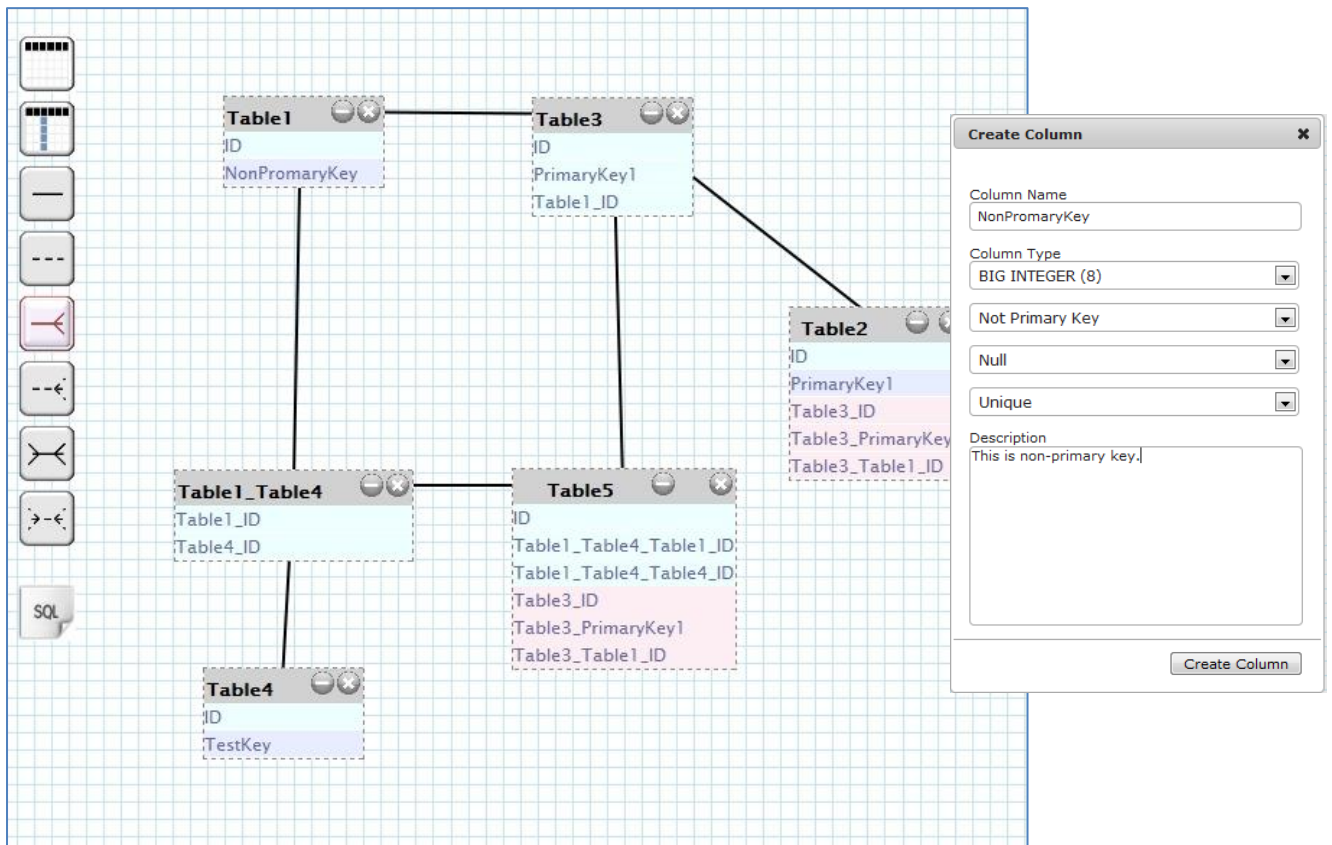 Table1
ID
NonPromaryKey
Table3
ID
PrimaryKey1
Table1_ID
Table2
ID
PrimaryKey1
Table3_ID
Table3_PrimaryKey
Table3_Table1_ID
Table1_Table4
Table1_ID
Table4_ID
Table5
ID
Table1_Table4_Table1_ID
Table1_Table4_Table4_ID
Table3_ID
Table3_PrimaryKey1
Table3_Table1_ID
Table4
ID
TestKey
SQL
Create Column
Column Name
NonPromaryKey
Column Type
BIG INTEGER (8)
Not Primary Key
Null
Unique
Description
This is non-primary key.
Create Column